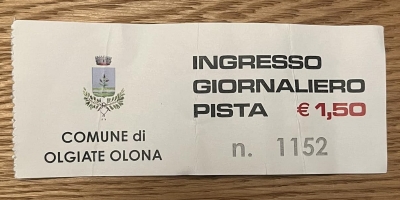 INGRESSO
GIORNALIERO
PISTA € 1,50
n. 1152
COMUNE di
OLGIATE OLONA